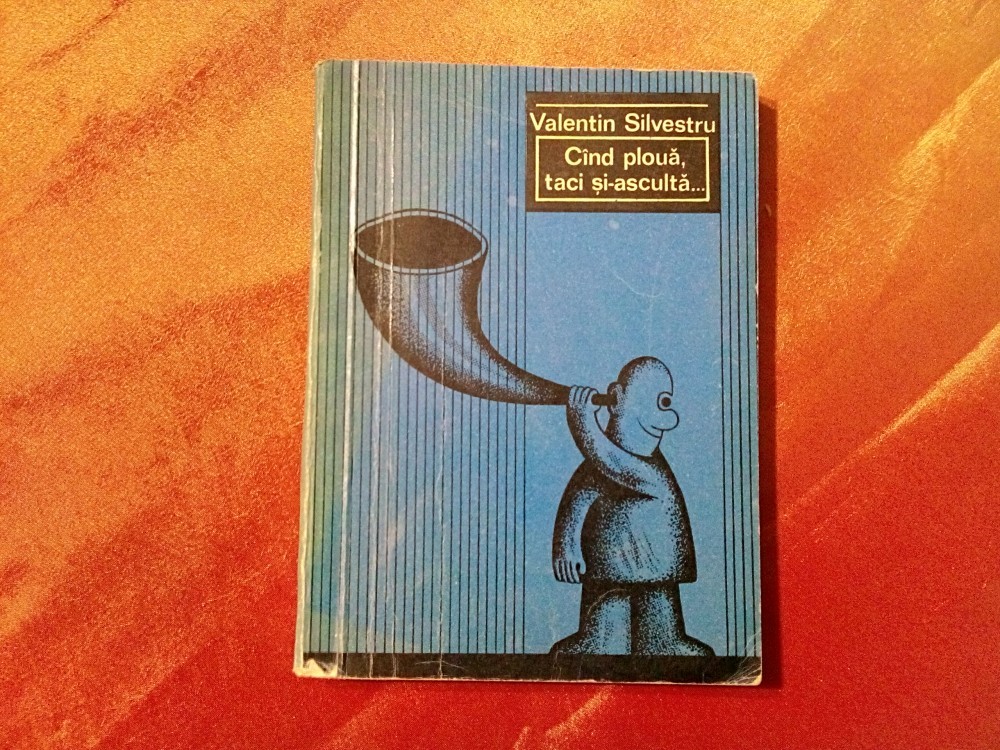 Valentin Silvestru
Cînd plouă,
taci și-ascultă...